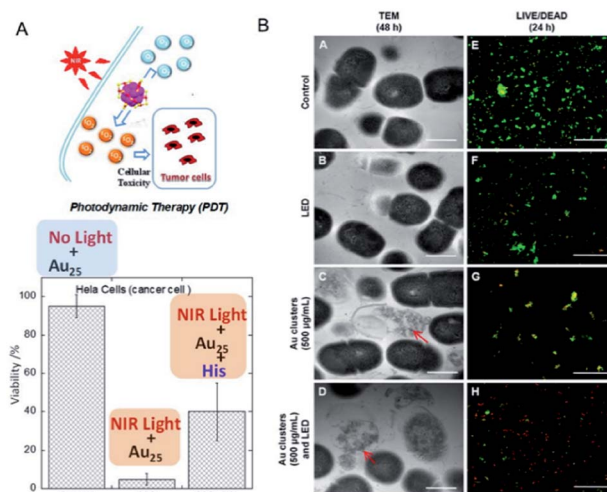 A
NIR
Cellular
Toxicity
Tumor cells
Photodynamic Therapy (PDT)
No Light
+
Au25
Hela Cells (cancer cell)
NIR Light
+
Au25
+
His
NIR Light
+
Au25
Viability /%
100
80
60
40
20
0
B
TEM
(48 h)
LIVE/DEAD
(24 h)
Control
A
E
LED
B
F
Au clusters
(500 µg/mL)
C
G
Au clusters
(500 µg/mL)
and LED
D
H